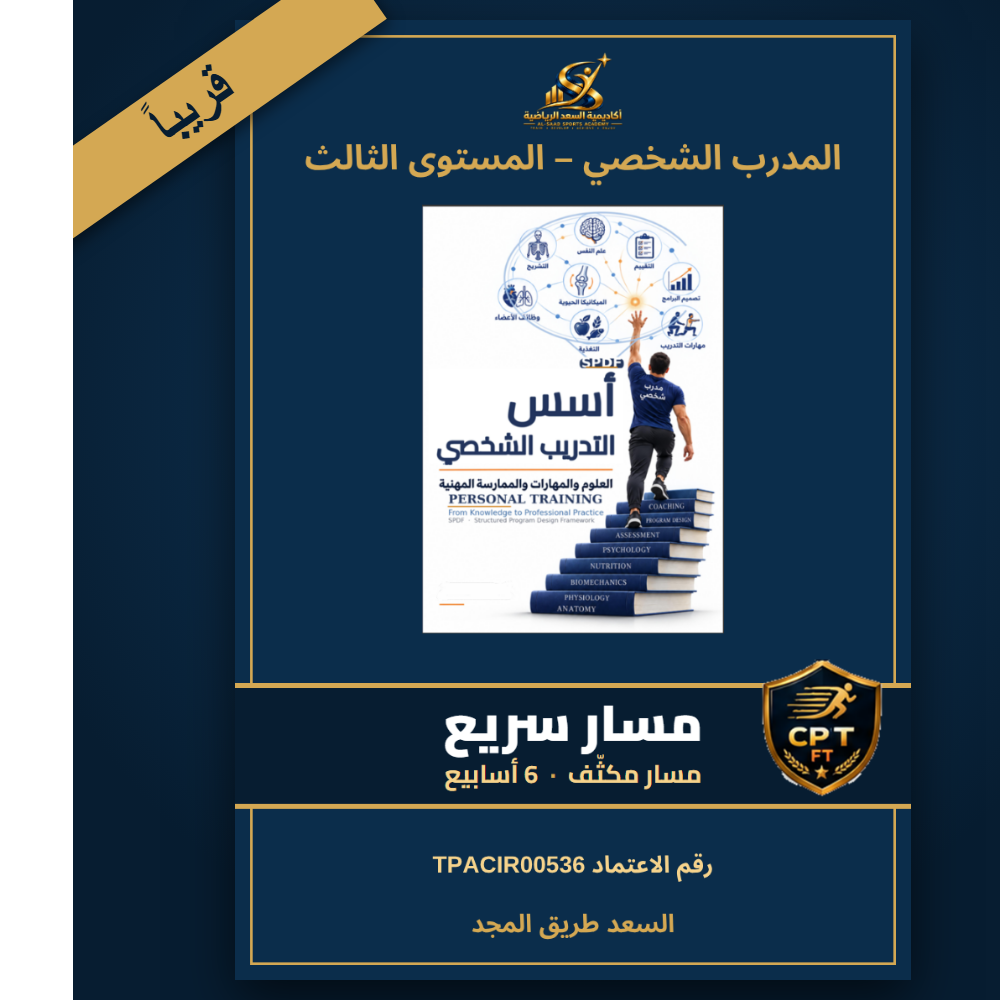 قريباً
أكاديمية السعد الرياضية
AL-SAAD SPORTS ACADEMY
المدرب الشخصي – المستوى الثالث
علم النفس
التشريح
التقييم
الميكانيكا الحيوية
تصميم البرامج
وظائف الأعضاء
التغذية
مهارات التدريب
SPDF
مدرب
شخصي
أسس
التدريب الشخصي
العلوم والمهارات والممارسة المهنية
PERSONAL TRAINING
From Knowledge to Professional Practice
SPDF - Structured Program Design Framework
COACHING
PROGRAM DESIGN
ASSESSMENT
PSYCHOLOGY
NUTRITION
BIOMECHANICS
PHYSIOLOGY
ANATOMY
مسار سريع
مسار مكثّف · 6 أسابيع
CPT
FT
رقم الاعتماد TPACIR00536
السعد طريق المجد